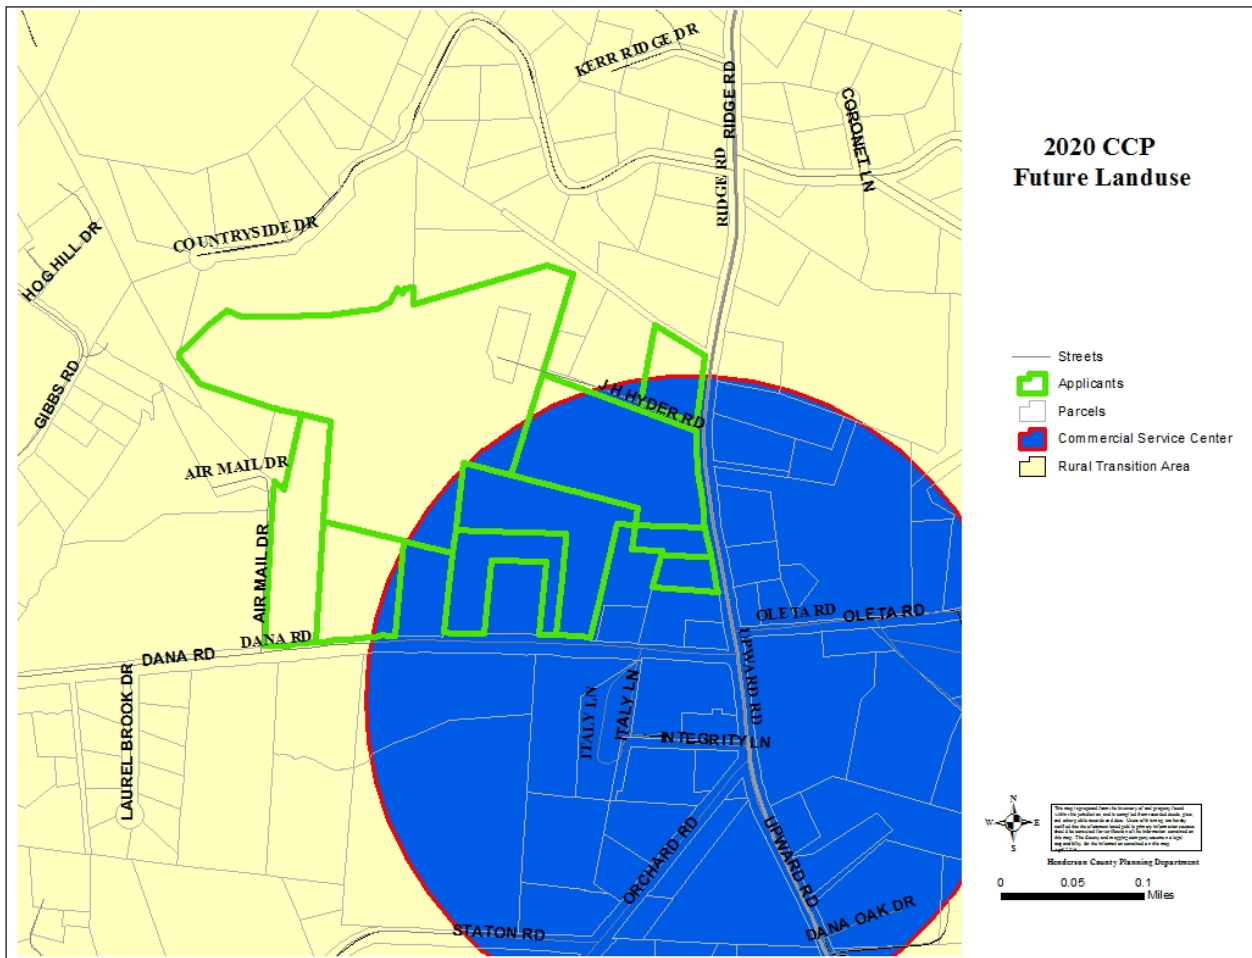 KERR RIDGE DR
RIDGE RD
RIDGE RD
CORONET LN
2020 CCP
Future Landuse
COUNTRYSIDE DR
HOG HILL DR
GIBBS RD
Streets
Applicants
Parcels
Commercial Service Center
Rural Transition Area
J H HYDER RD
AIR MAIL DR
AIR MAIL DR
DANA RD
DANA RD
OLETA RD
OLETA RD
LAUREL BROOK DR
ITALY LN
ITALY LN
UPWARD RD
INTEGRITY LN
ORCHARD RD
UPWARD RD
STATON RD
DANA OAK DR
N
W
E
S
Henderson County Planning Department
0
0.05
0.1
Miles